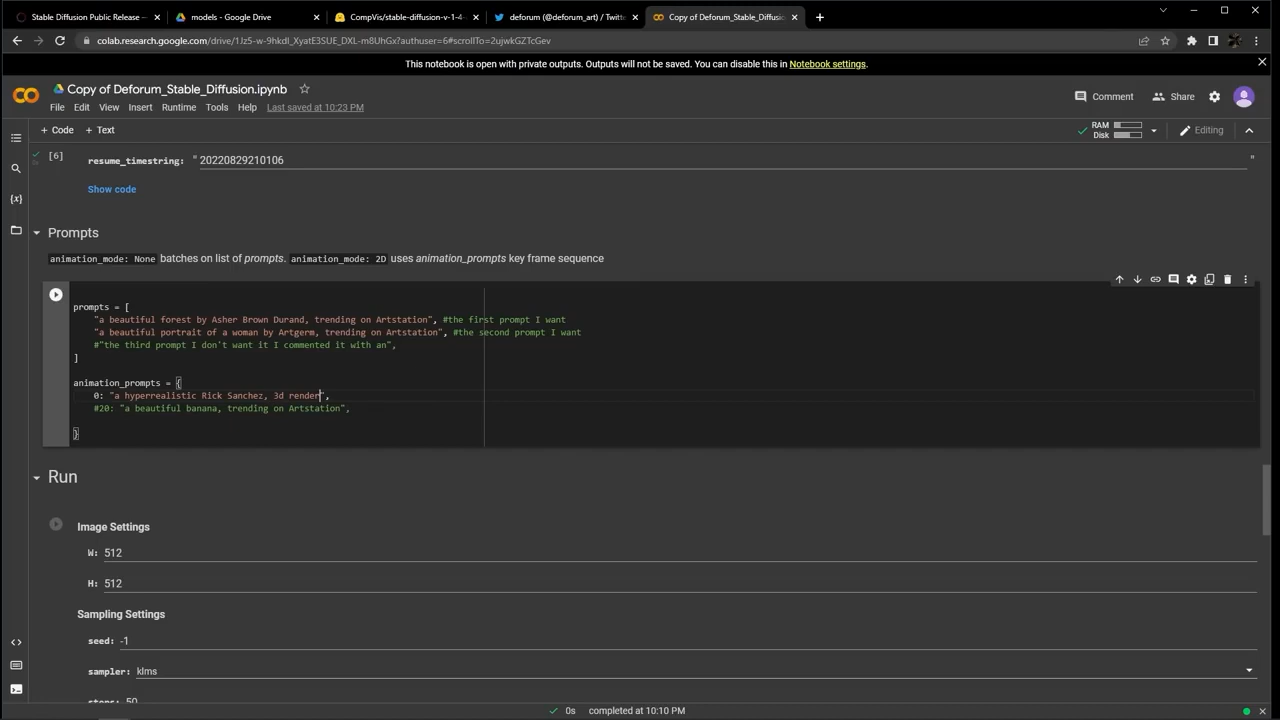 Stable Diffusion Public Release —
models - Google Drive
CompVis/stable-diffusion-v-1-4-
deforum (@deforum_art) / Twitte
Copy of Deforum_Stable_Diffusio
colab.research.google.com/drive/1Jz5-w-9hkdI_XyatE3SUE_DXL-m8UhGx?authuser=6#scrollTo=2ujwkGZTcGev
This notebook is open with private outputs. Outputs will not be saved. You can disable this in Notebook settings.
Copy of Deforum_Stable_Diffusion.ipynb
Comment
Share
File Edit View Insert Runtime Tools Help Last saved at 10:23 PM
+ Code + Text
RAM
Disk
Editing
[6]
resume_timestring: " 20220829210106 "
Show code
Prompts
animation_mode: None batches on list of prompts. animation_mode: 2D uses animation_prompts key frame sequence
prompts = [
"a beautiful forest by Asher Brown Durand, trending on Artstation", #the first prompt I want
"a beautiful portrait of a woman by Artgerm, trending on Artstation", #the second prompt I want
#"the third prompt I don't want it I commented it with an",
]
animation_prompts = {
0: "a hyperrealistic Rick Sanchez, 3d render",
#20: "a beautiful banana, trending on Artstation",
}
Run
Image Settings
W: 512
H: 512
Sampling Settings
seed: -1
sampler: klms
steps: 50
0s completed at 10:10 PM